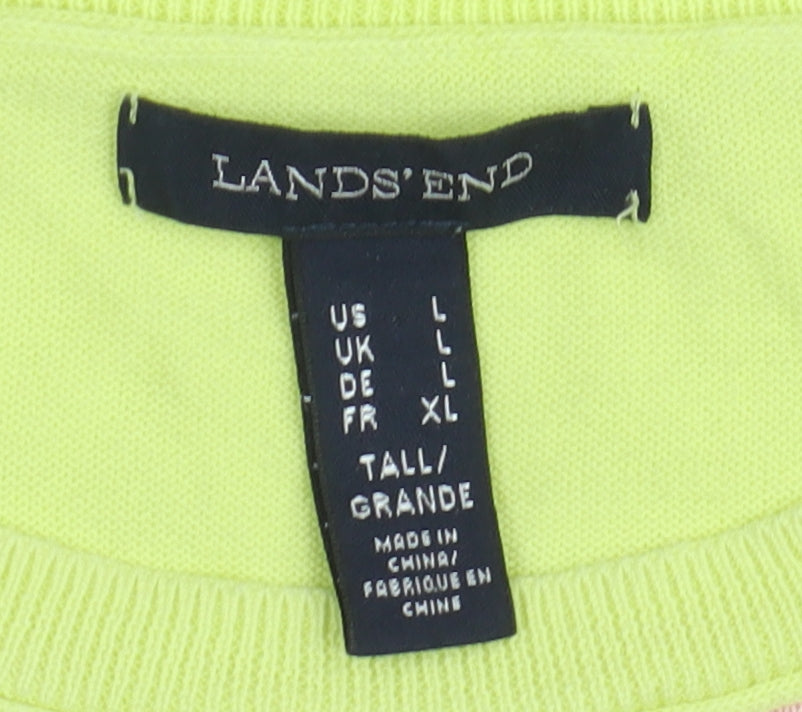 LANDS' END
US L
UK L
DE L
FR XL
TALL/
GRANDE
MADE IN
CHINA/
FABRIQUE EN
CHINE